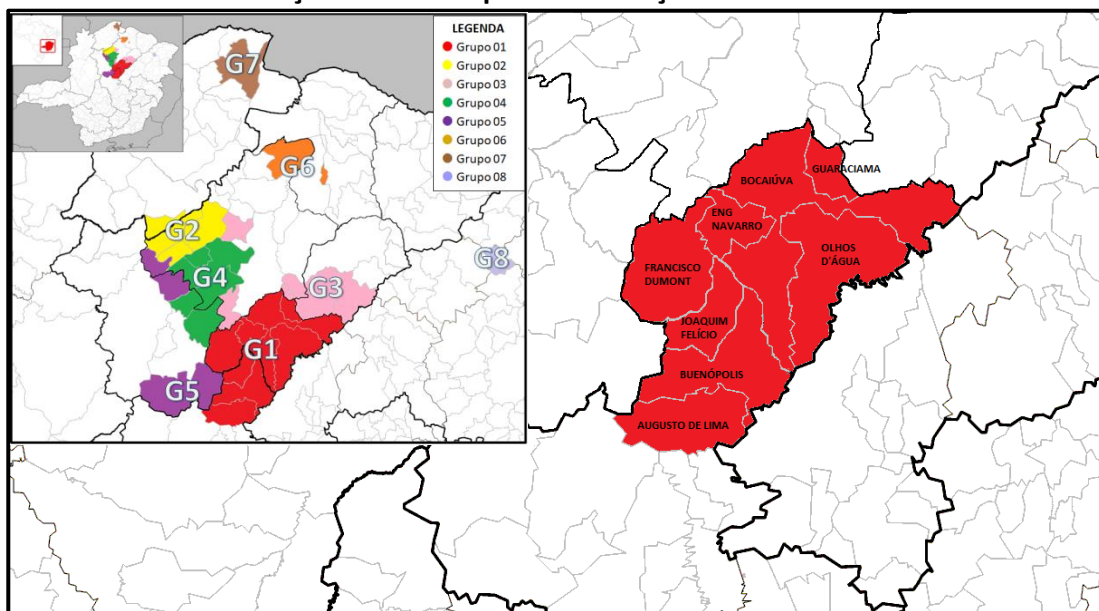 LEGENDA
Grupo 01
Grupo 02
Grupo 03
Grupo 04
Grupo 05
Grupo 06
Grupo 07
Grupo 08
G7
G6
G2
G4
G8
G3
G1
G5
GUARACIAMA
BOCAIÚVA
ENG
NAVARRO
OLHOS
D'ÁGUA
FRANCISCO
DUMONT
JOAQUIM
FELÍCIO
BUENÓPOLIS
AUGUSTO DE LIMA